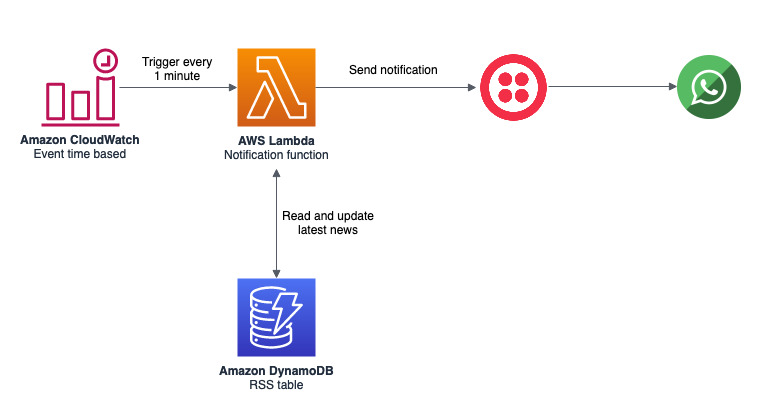 Trigger every
1 minute
Send notification
Amazon CloudWatch
Event time based
AWS Lambda
Notification function
Read and update
latest news
Amazon DynamoDB
RSS table